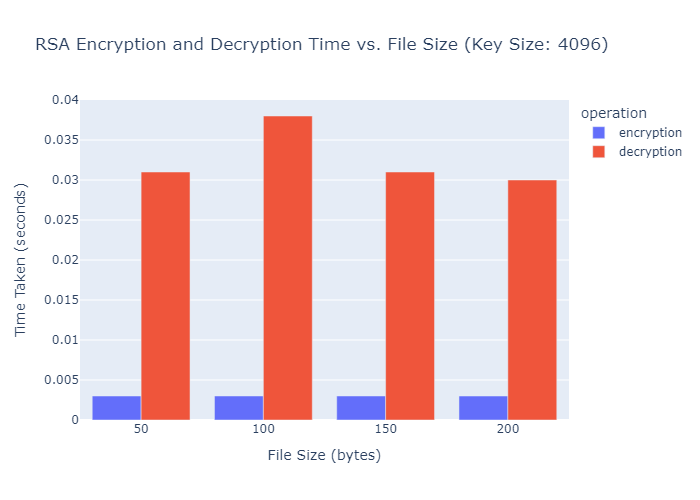 RSA Encryption and Decryption Time vs. File Size (Key Size: 4096)
operation
encryption
decryption
Time Taken (seconds)
0.04
0.035
0.03
0.025
0.02
0.015
0.01
0.005
0
50 100 150 200
File Size (bytes)